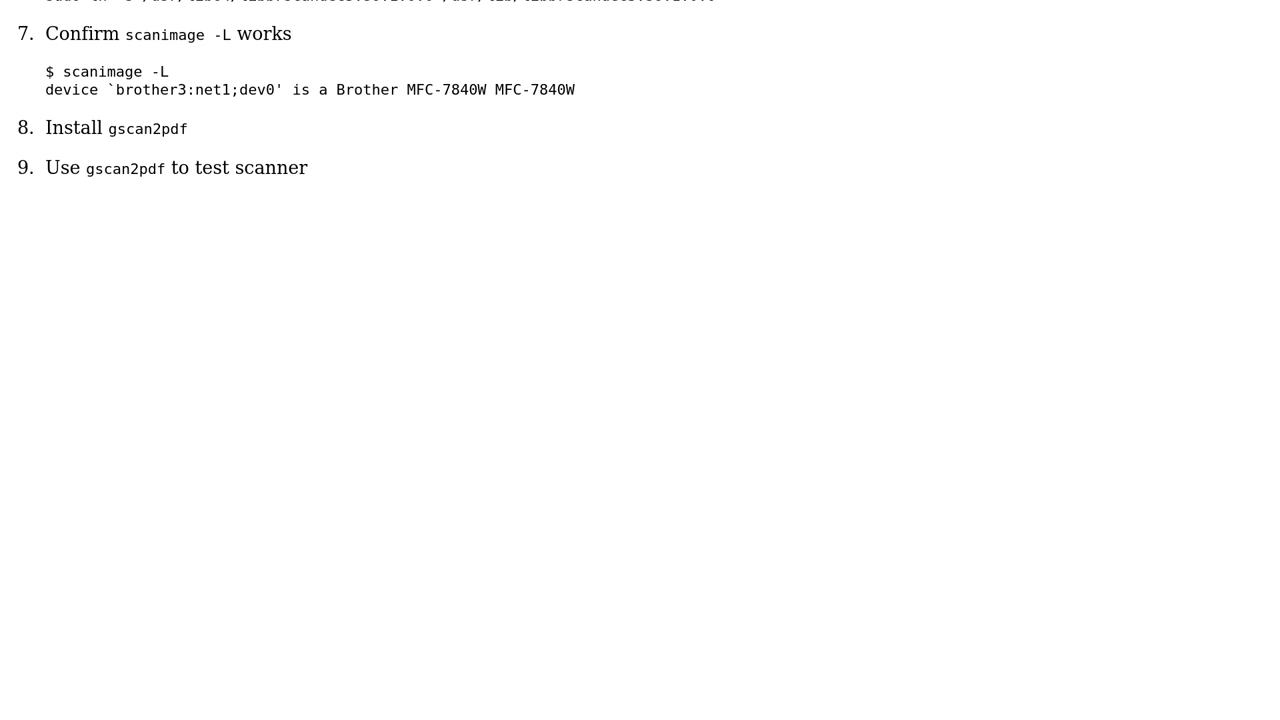 7. Confirm scanimage -L works
$ scanimage -L
device `brother3:net1;dev0' is a Brother MFC-7840W MFC-7840W
8. Install gscan2pdf
9. Use gscan2pdf to test scanner